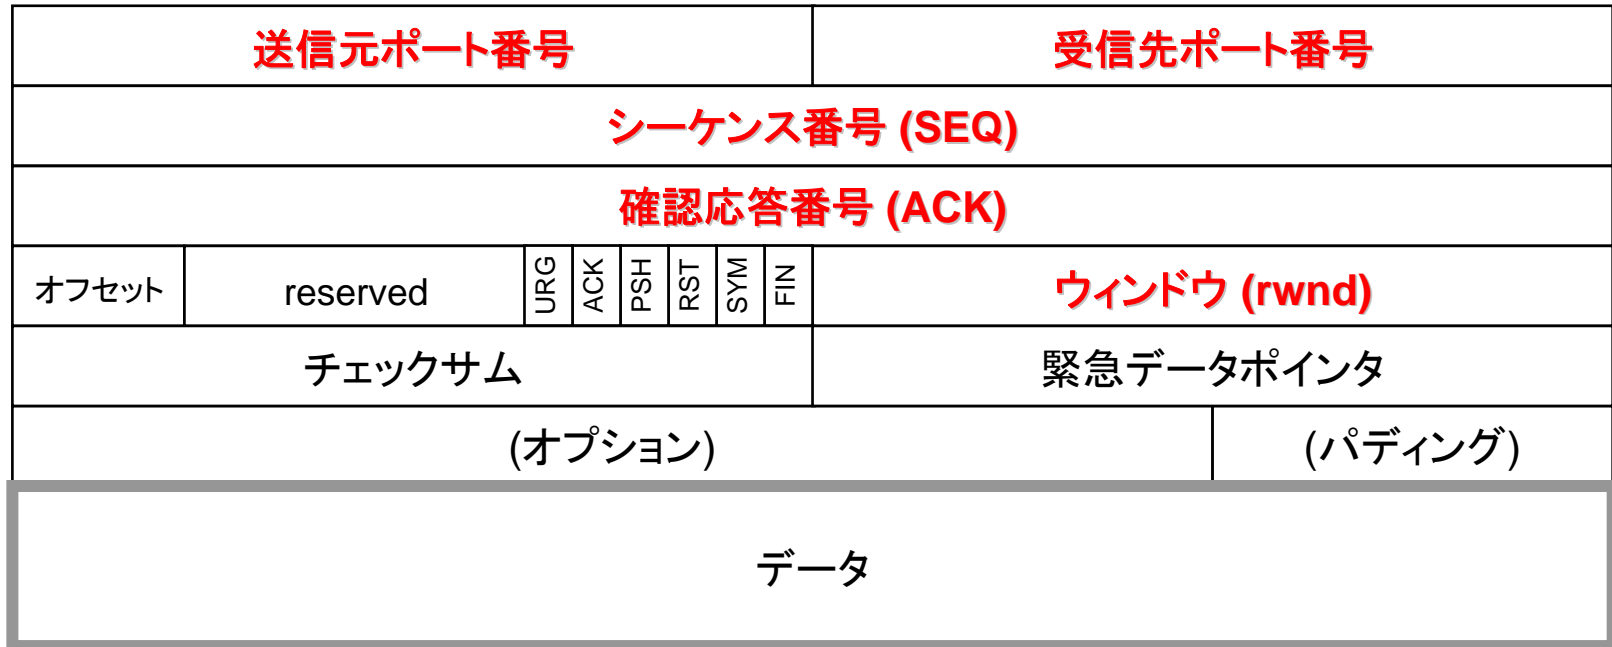 送信元ポート番号 受信先ポート番号
シーケンス番号 (SEQ)
確認応答番号 (ACK)
オフセット reserved URG ACK PSH RST SYM FIN ウィンドウ (rwnd)
チェックサム 緊急データポインタ
(オプション) (パディング)
データ